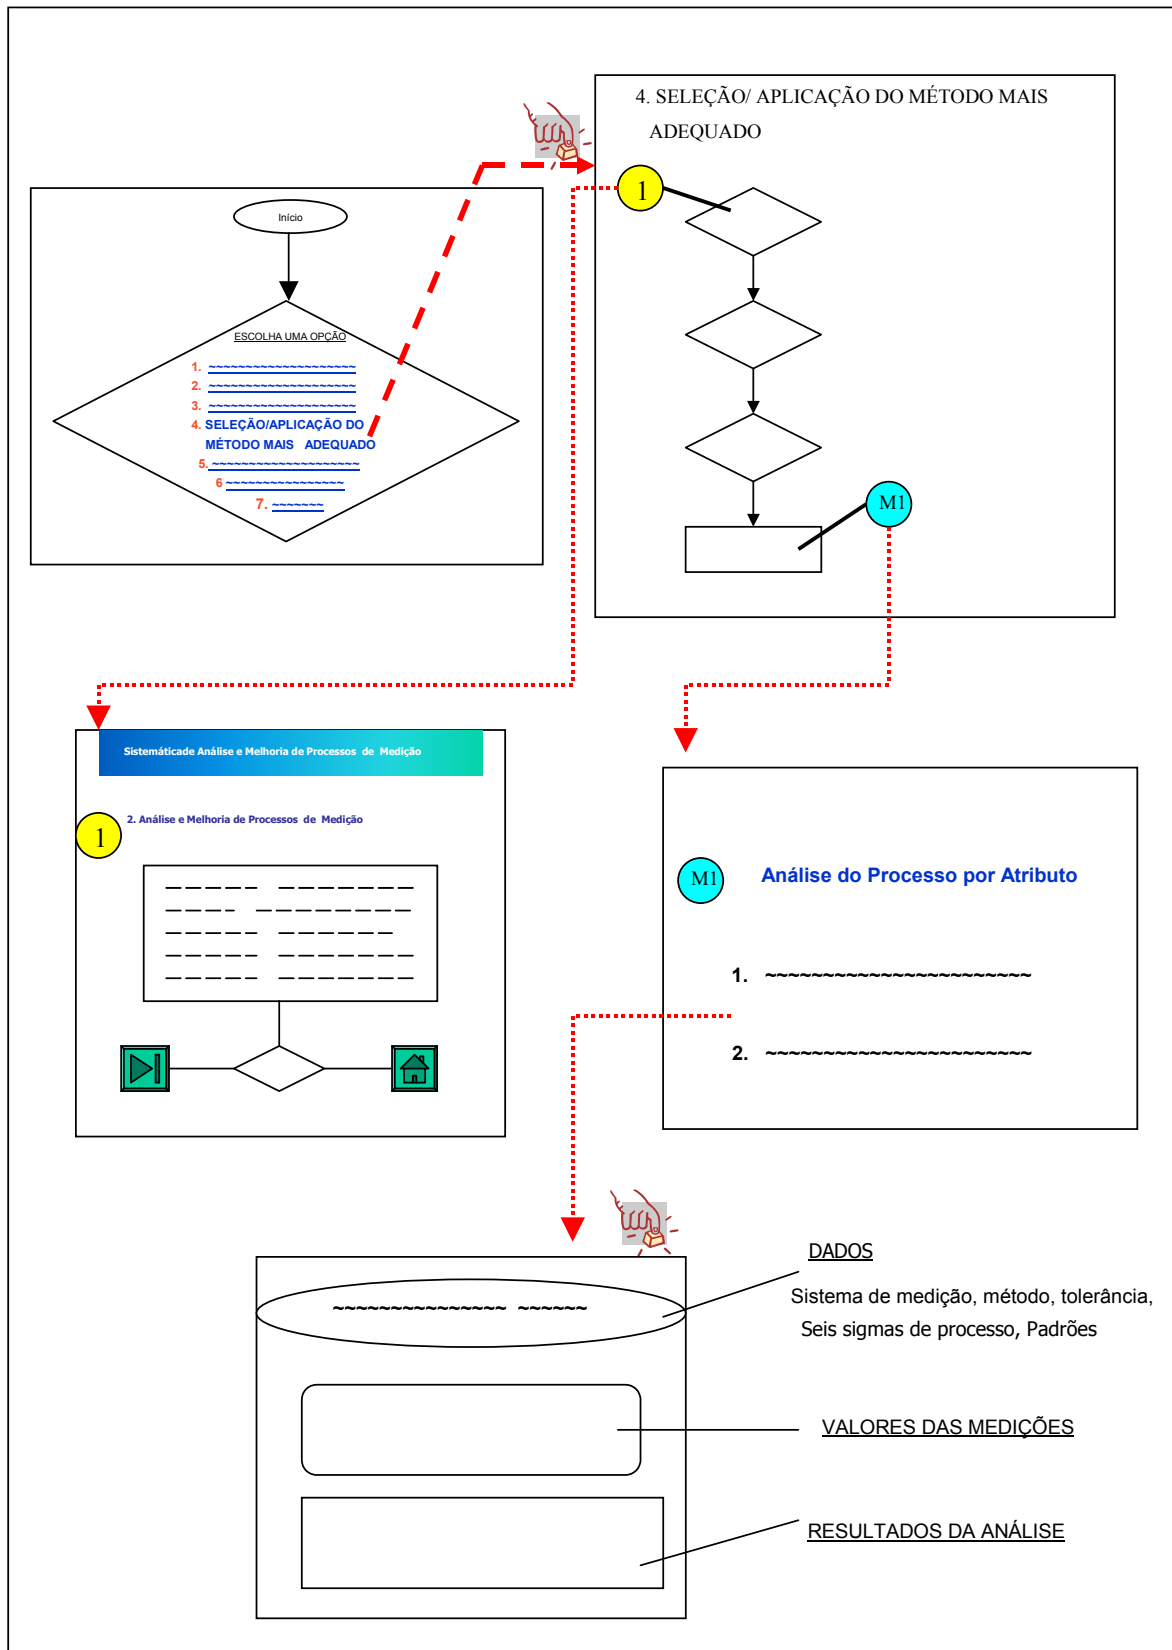 4. SELEÇÃO/ APLICAÇÃO DO MÉTODO MAIS
ADEQUADO
1
Início
ESCOLHA UMA OPÇÃO
1. ~~~~~~~~~~~~~~~~~~~~
2. ~~~~~~~~~~~~~~~~~~~~
3. ~~~~~~~~~~~~~~~~~~~~
4. SELEÇÃO/APLICAÇÃO DO
MÉTODO MAIS ADEQUADO
5. ~~~~~~~~~~~~~~~~~~~~
6 ~~~~~~~~~~~~~~~~
7. ~~~~~~~
M1
Sistemáticade Análise e Melhoria de Processos de Medição
1
2. Análise e Melhoria de Processos de Medição
M1
Análise do Processo por Atributo
1. ~~~~~~~~~~~~~~~~~~~~~~~
2. ~~~~~~~~~~~~~~~~~~~~~~~
~~~~~~~~~~~~~~~ ~~~~~~
DADOS
Sistema de medição, método, tolerância,
Seis sigmas de processo, Padrões
VALORES DAS MEDIÇÕES
RESULTADOS DA ANÁLISE